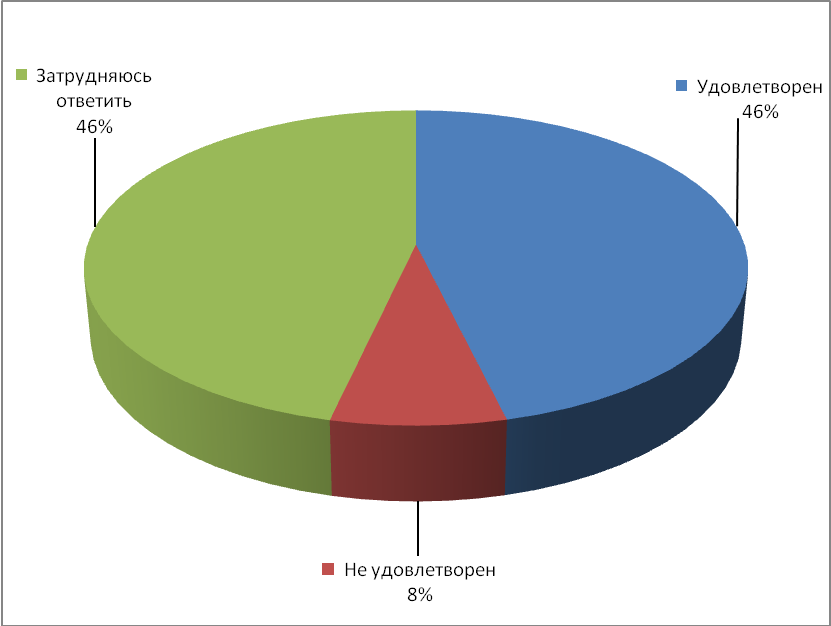 Затрудняюсь
ответить
46%
Удовлетворен
46%
Не удовлетворен
8%